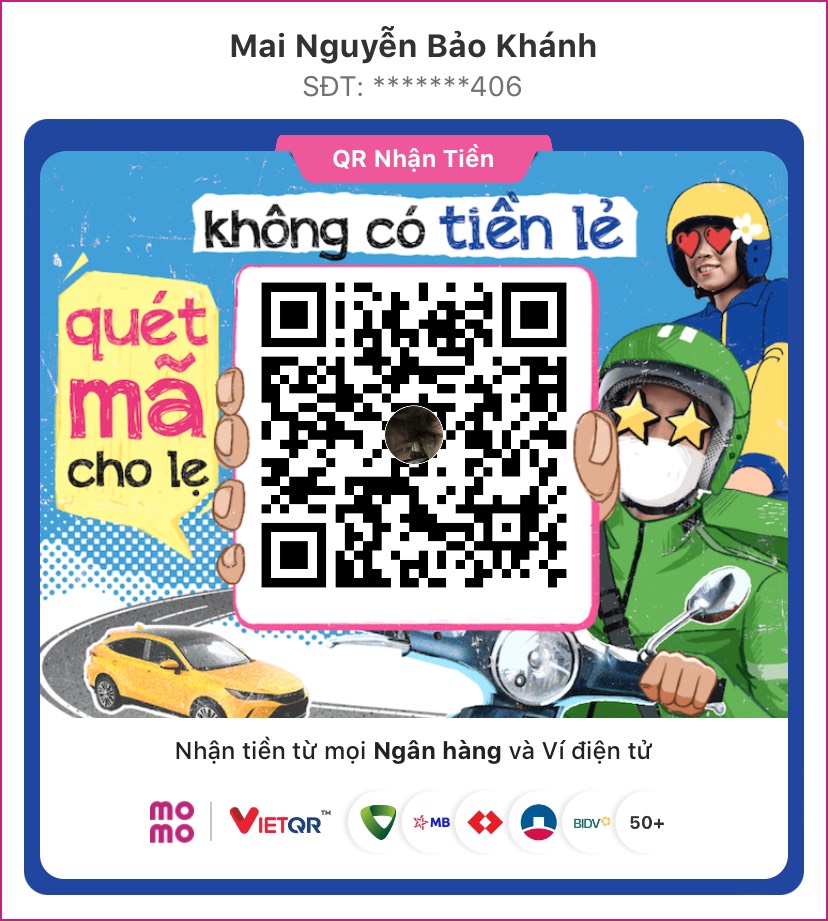 Mai Nguyễn Bảo Khánh
SĐT: *******406
QR Nhận Tiền
không có tiền lẻ
quét
mã
cho lẹ
Nhận tiền từ mọi Ngân hàng và Ví điện tử
mo
mo
VIETQR™
MB
BIDV
50+